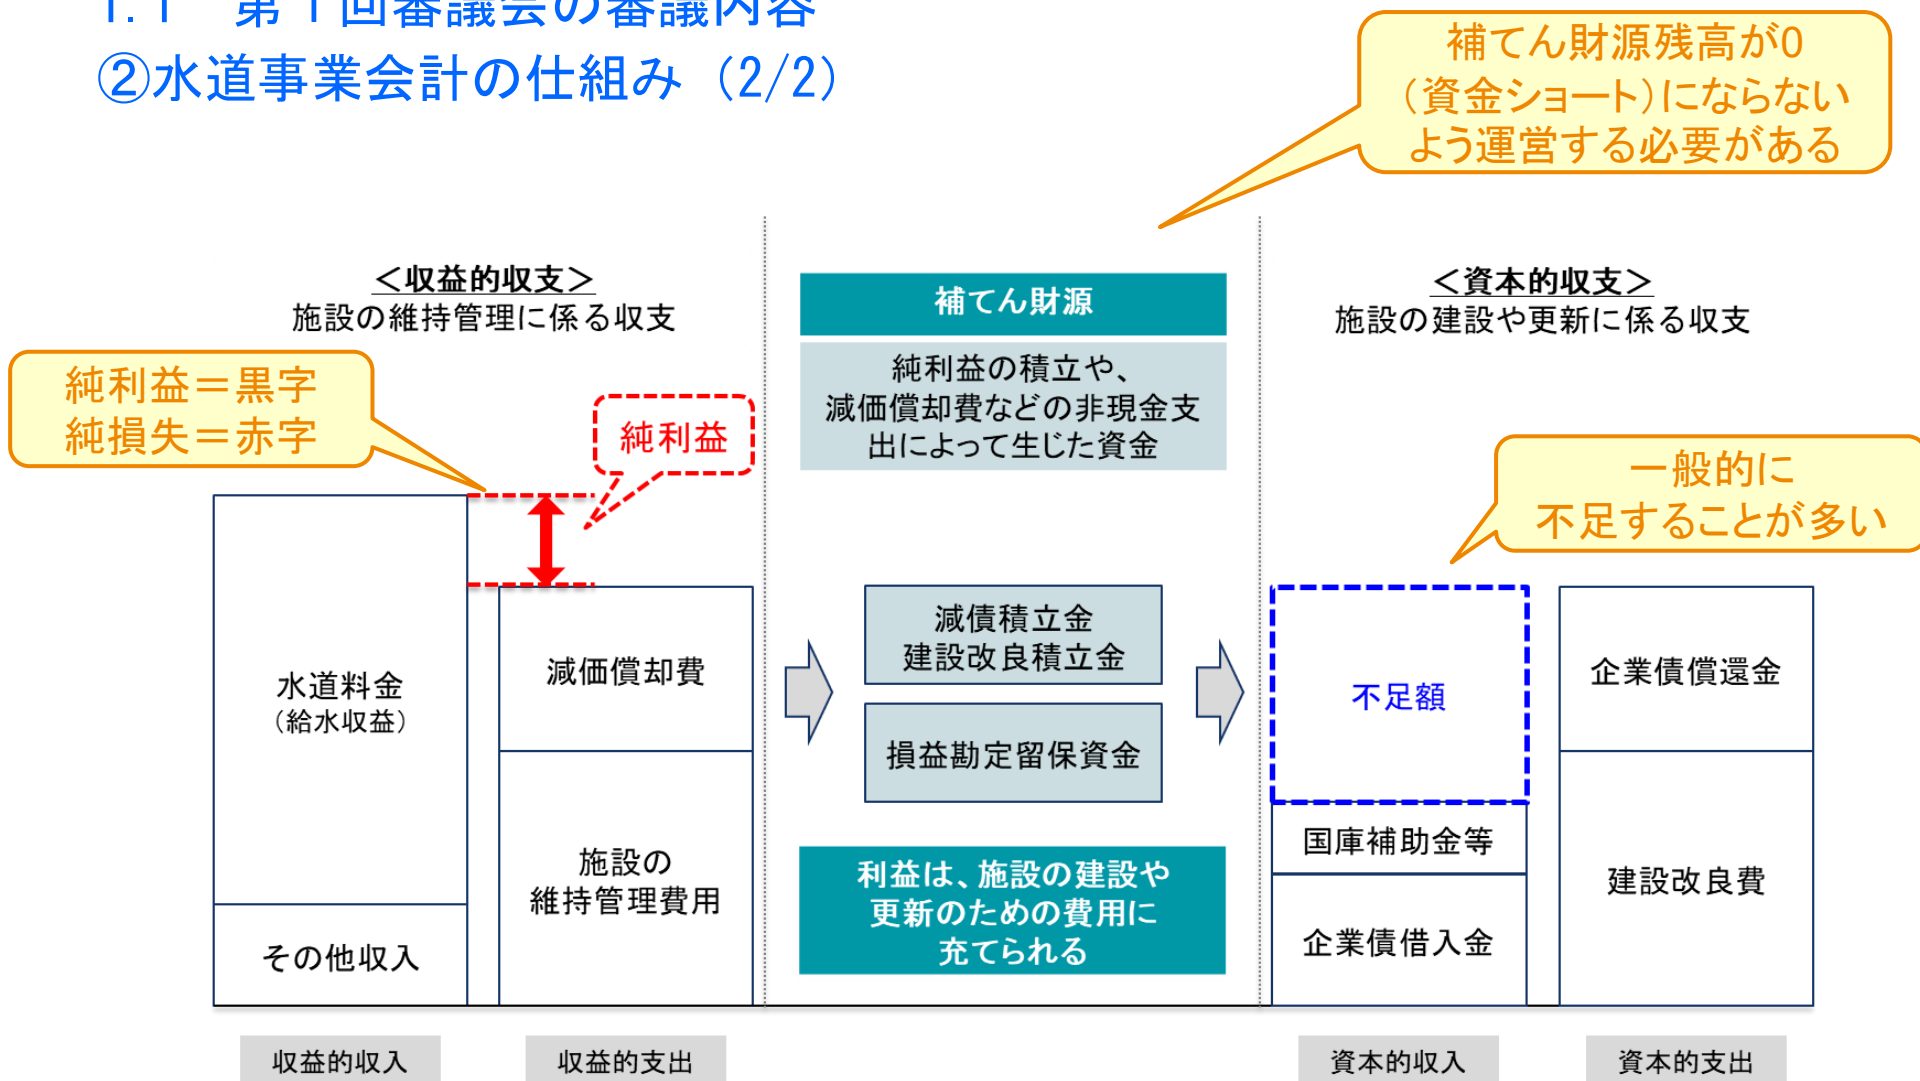 1.1 第1回審議会の審議内容
②水道事業会計の仕組み（2/2）
補てん財源残高が0
（資金ショート）にならない
よう運営する必要がある
＜収益的収支＞
施設の維持管理に係る収支
純利益＝黒字
純損失＝赤字
純利益
水道料金
（給水収益）
その他収入
減価償却費
施設の
維持管理費用
収益的収入
収益的支出
補てん財源
純利益の積立や、
減価償却費などの非現金支
出によって生じた資金
減債積立金
建設改良積立金
損益勘定留保資金
利益は、施設の建設や
更新のための費用に
充てられる
＜資本的収支＞
施設の建設や更新に係る収支
一般的に
不足することが多い
不足額
国庫補助金等
企業債借入金
企業債償還金
建設改良費
資本的収入
資本的支出